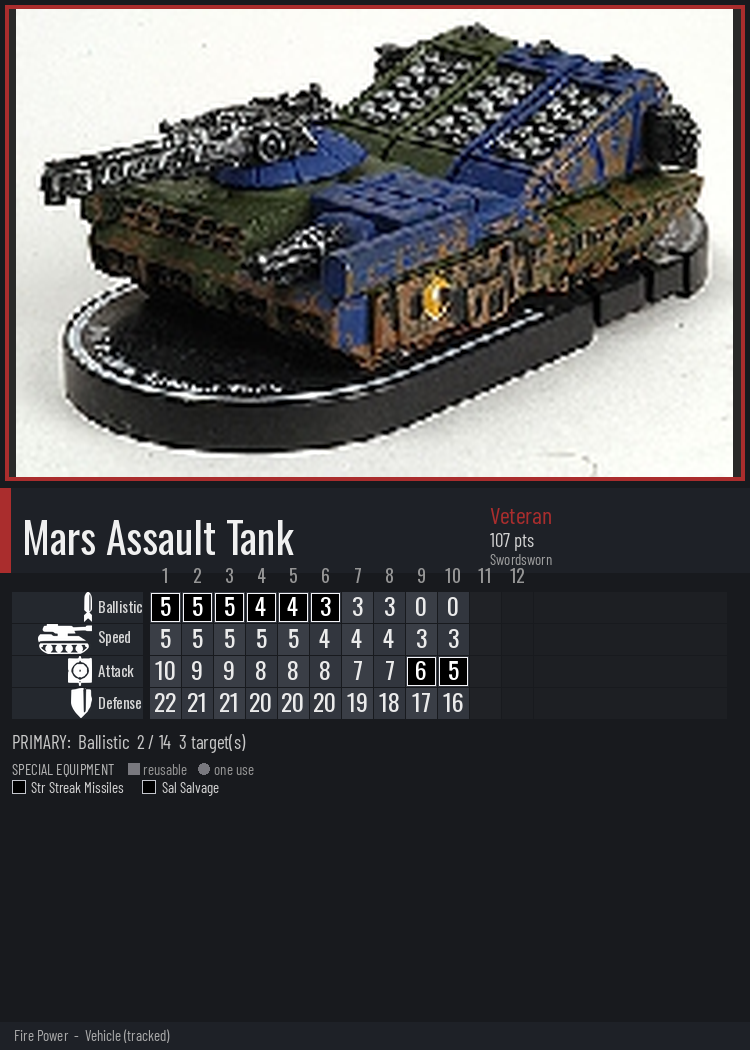 Mars Assault Tank
Veteran
107 pts
Swordsworn
1 2 3 4 5 6 7 8 9 10 11 12
Ballistic 5 5 5 4 4 3 3 3 0 0
Speed 5 5 5 5 5 4 4 4 3 3
Attack 10 9 9 8 8 8 7 7 6 5
Defense 22 21 21 20 20 20 19 18 17 16
PRIMARY: Ballistic 2 / 14 3 target(s)
SPECIAL EQUIPMENT reusable one use
Str Streak Missiles Sal Salvage
Fire Power - Vehicle (tracked)